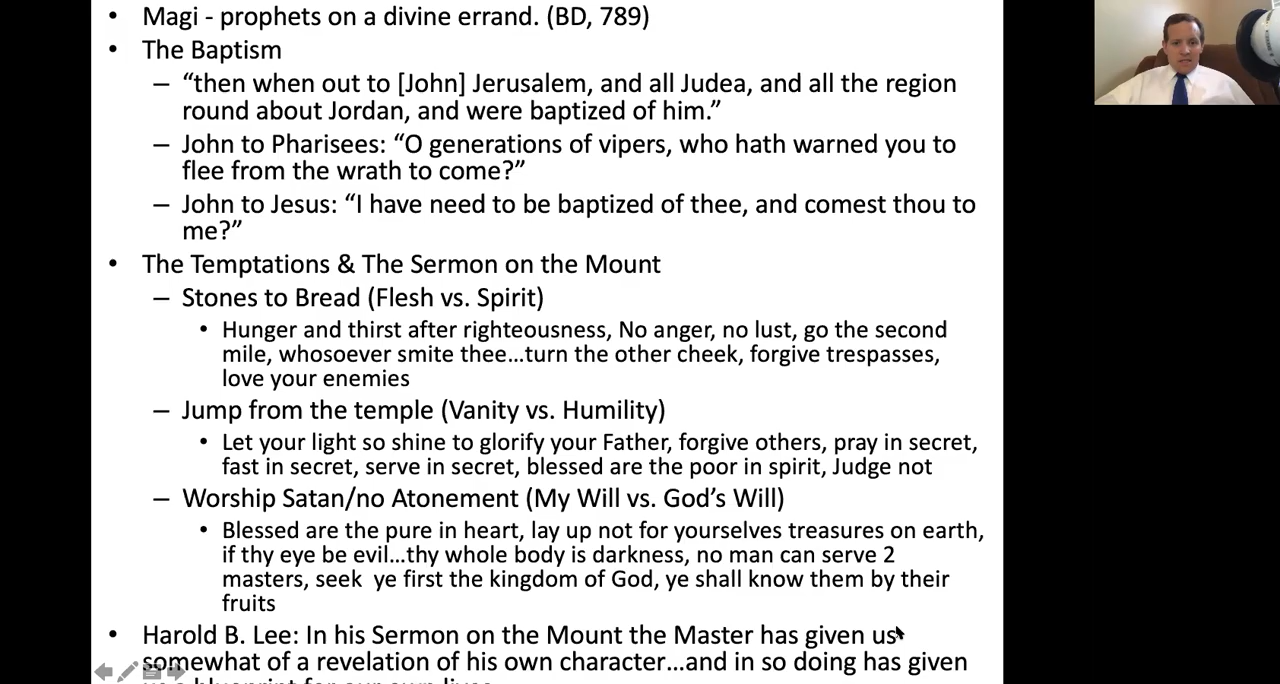 • Magi - prophets on a divine errand. (BD, 789)
• The Baptism
– “then when out to [John] Jerusalem, and all Judea, and all the region
round about Jordan, and were baptized of him.”
– John to Pharisees: “O generations of vipers, who hath warned you to
flee from the wrath to come?”
– John to Jesus: “I have need to be baptized of thee, and comest thou to
me?”
• The Temptations & The Sermon on the Mount
– Stones to Bread (Flesh vs. Spirit)
• Hunger and thirst after righteousness, No anger, no lust, go the second
mile, whosoever smite thee…turn the other cheek, forgive trespasses,
love your enemies
– Jump from the temple (Vanity vs. Humility)
• Let your light so shine to glorify your Father, forgive others, pray in secret,
fast in secret, serve in secret, blessed are the poor in spirit, Judge not
– Worship Satan/no Atonement (My Will vs. God’s Will)
• Blessed are the pure in heart, lay up not for yourselves treasures on earth,
if thy eye be evil…thy whole body is darkness, no man can serve 2
masters, seek ye first the kingdom of God, ye shall know them by their
fruits
• Harold B. Lee: In his Sermon on the Mount the Master has given us
somewhat of a revelation of his own character…and in so doing has given